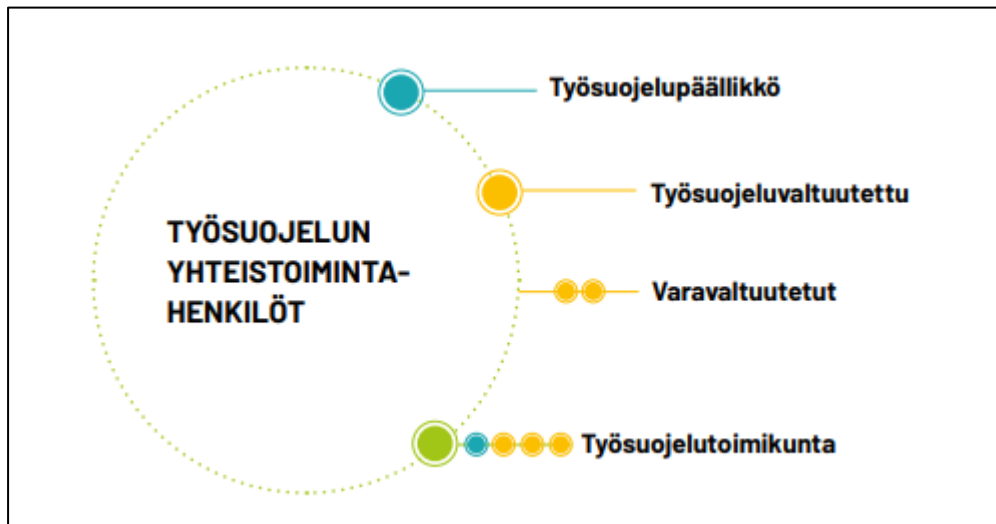 Työsuojelupäällikkö
Työsuojeluvaltuutettu
TYÖSUOJELUN
YHTEISTOIMINTA-
HENKILÖT
Varavaltuutetut
Työsuojelutoimikunta